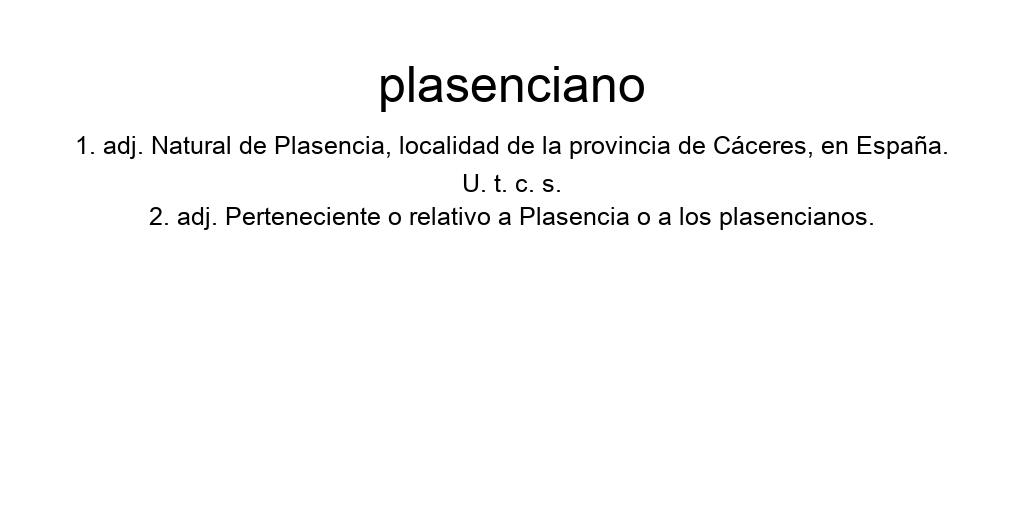 plasenciano
1. adj. Natural de Plasencia, localidad de la provincia de Cáceres, en España.
U. t. c. s.
2. adj. Perteneciente o relativo a Plasencia o a los plasencianos.